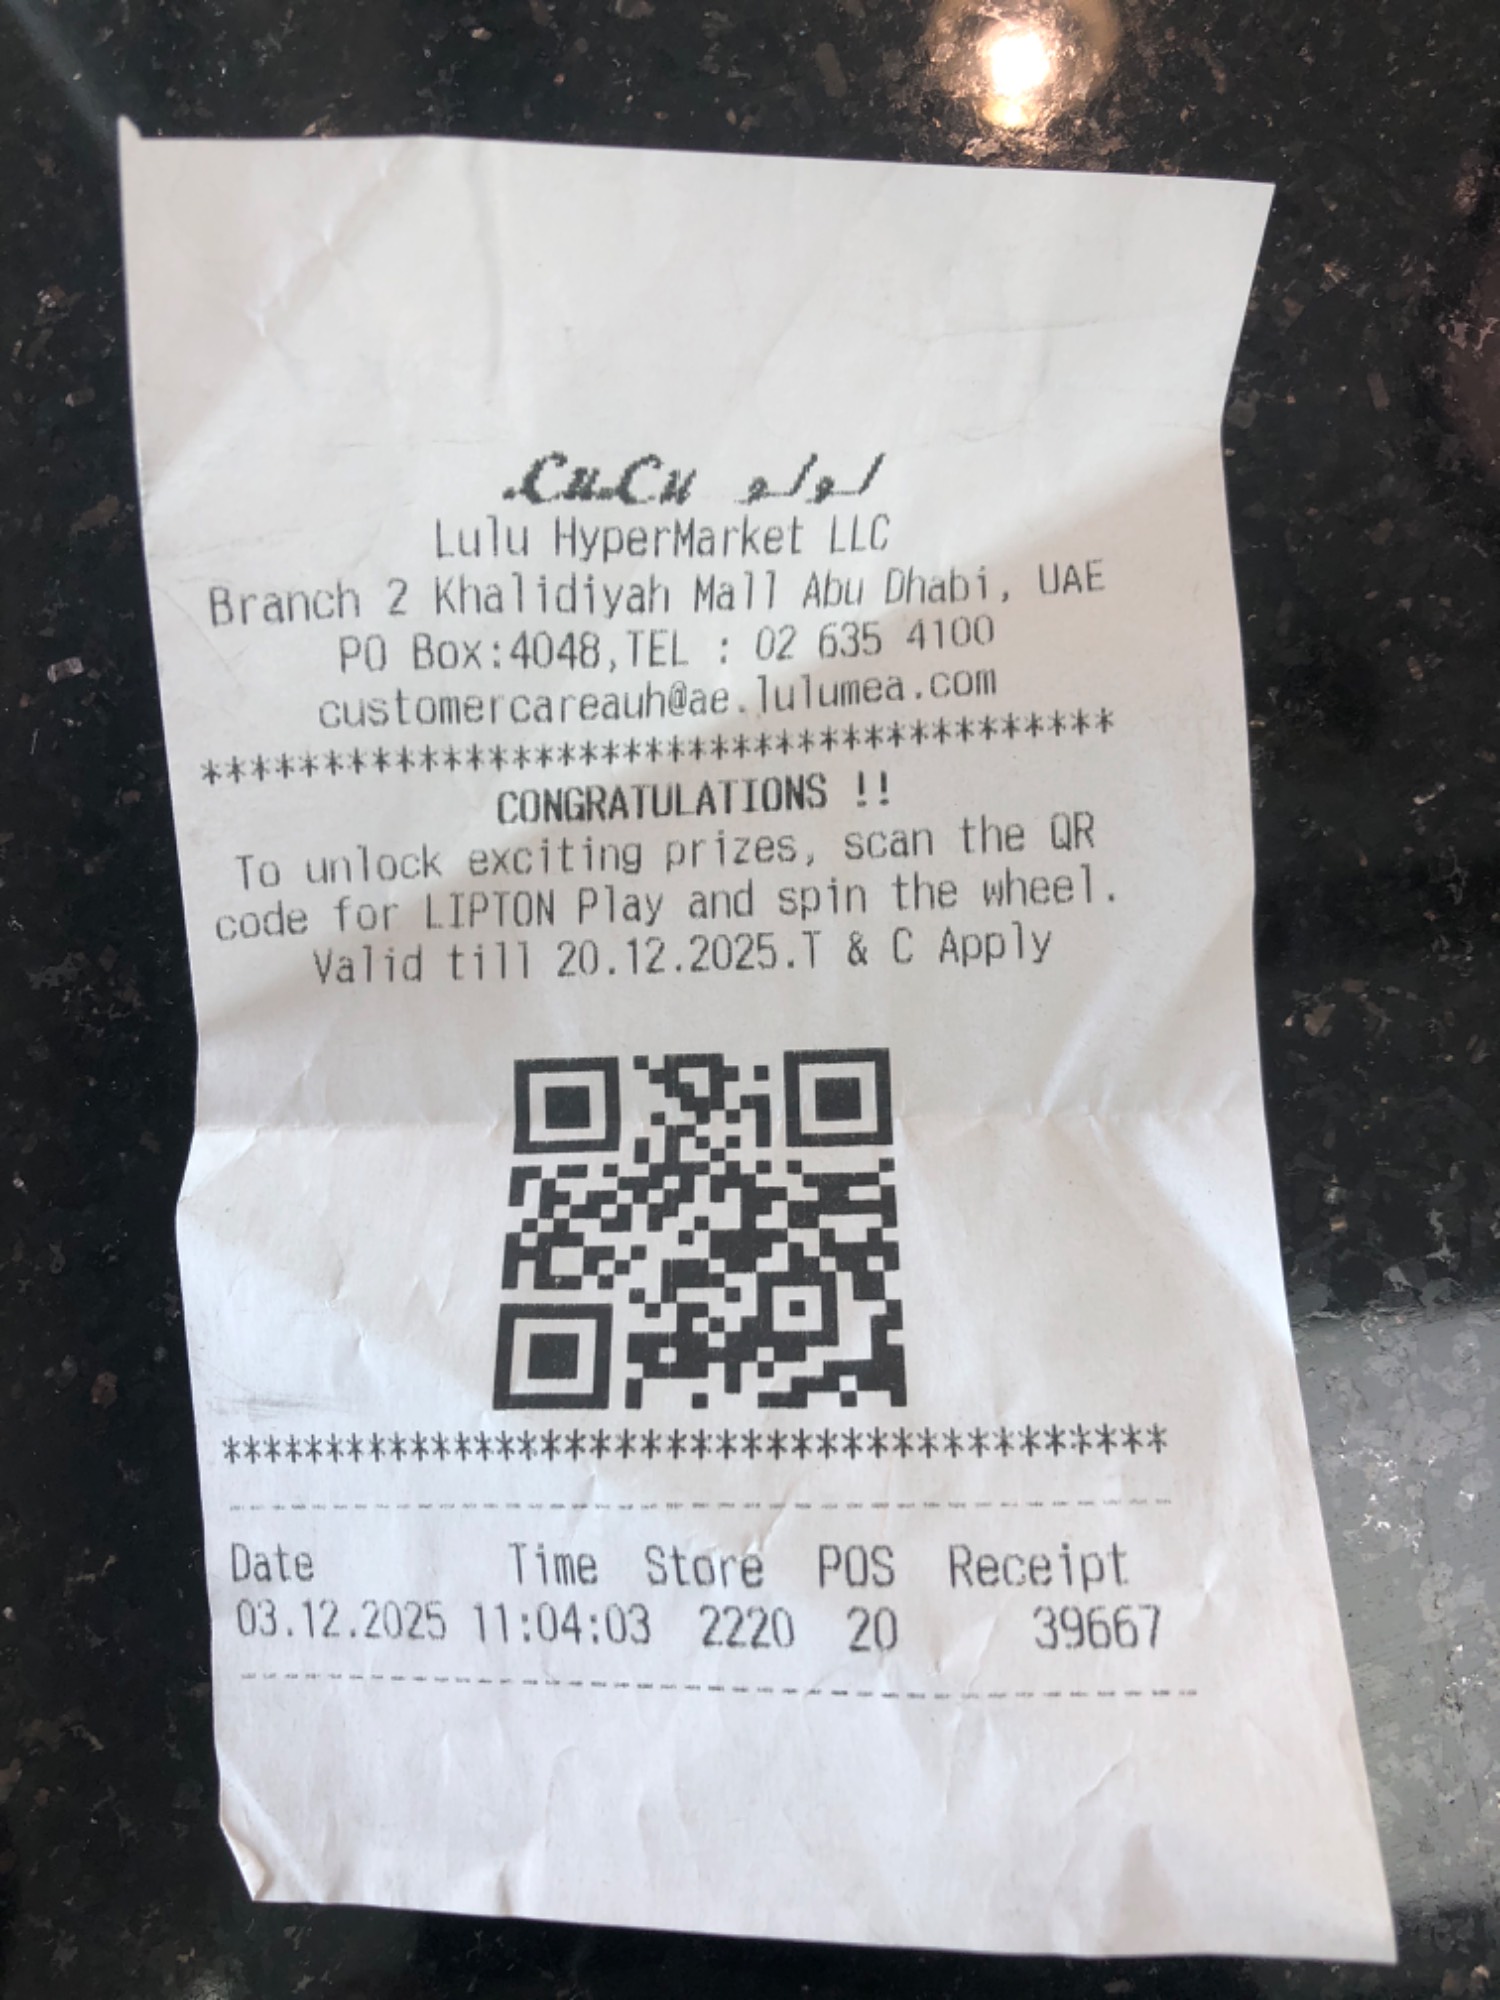 LuLu لولو
Lulu HyperMarket LLC
Branch 2 Khalidiyah Mall Abu Dhabi, UAE
PO Box:4048,TEL : 02 635 4100
customercareauh@ae.lulumea.com
***************************************
CONGRATULATIONS !!
To unlock exciting prizes, scan the QR
code for LIPTON Play and spin the wheel.
Valid till 20.12.2025.T & C Apply
***************************************
Date Time Store POS Receipt
03.12.2025 11:04:03 2220 20 39667